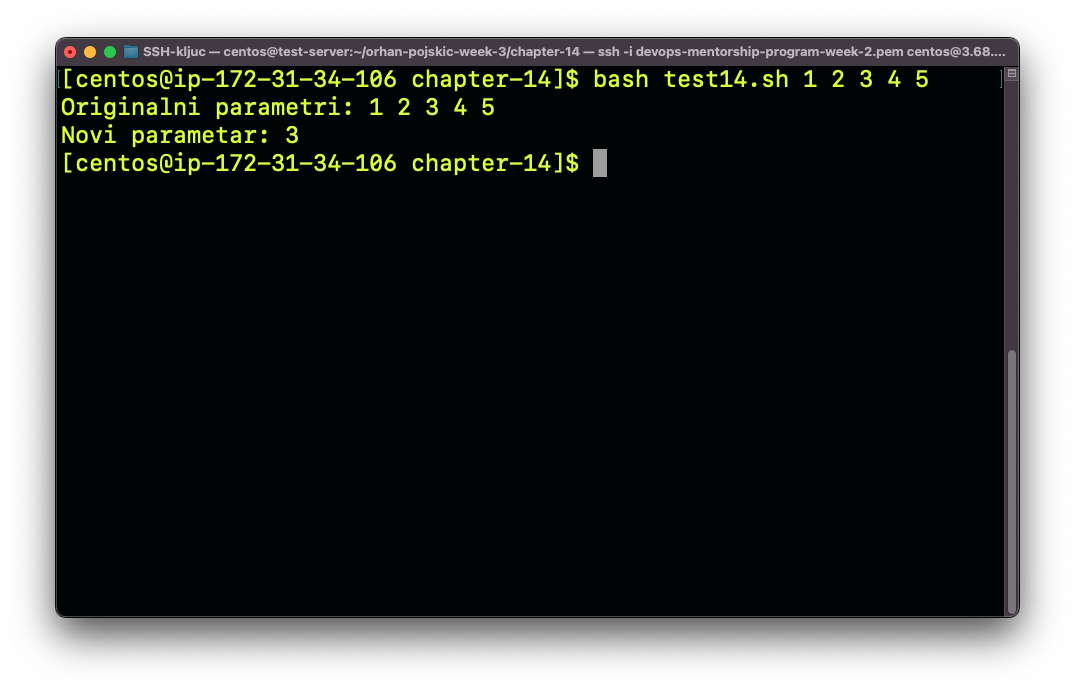 SSH-kljuc — centos@test-server:~/orhan-pojskic-week-3/chapter-14 — ssh -i devops-mentorship-program-week-2.pem centos@3.68....
[centos@ip-172-31-34-106 chapter-14]$ bash test14.sh 1 2 3 4 5
Originalni parametri: 1 2 3 4 5
Novi parametar: 3
[centos@ip-172-31-34-106 chapter-14]$